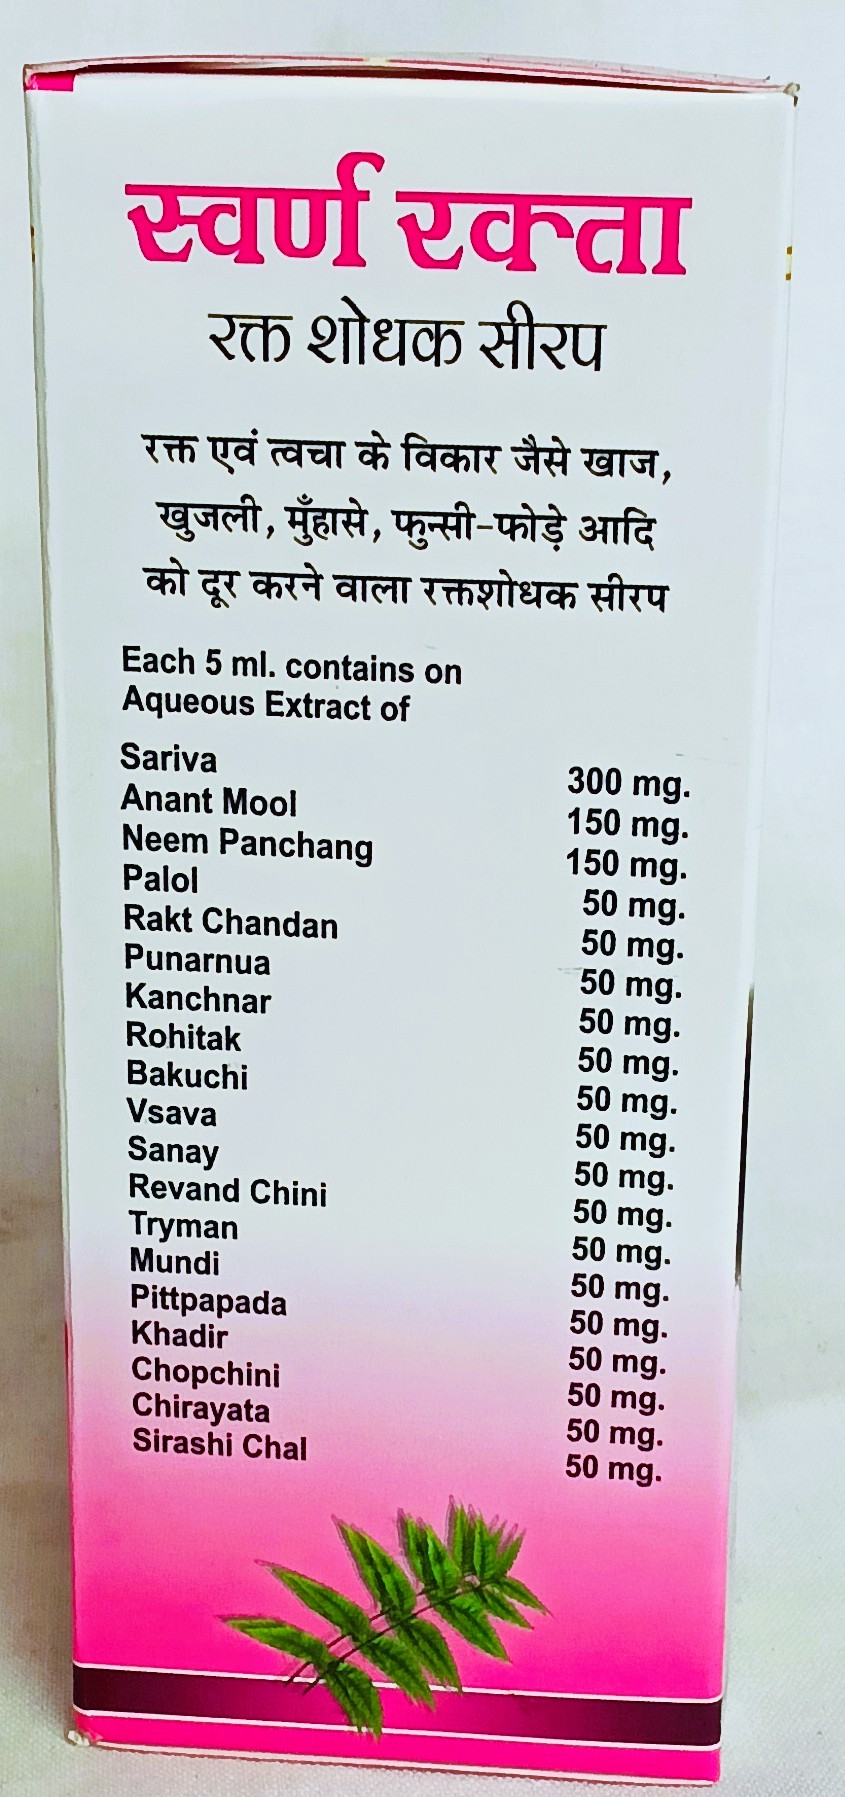 स्वर्ण रक्ता
रक्त शोधक सीरप
रक्त एवं त्वचा के विकार जैसे खाज,
खुजली, मुँहासे, फुन्सी-फोड़े आदि
को दूर करने वाला रक्तशोधक सीरप
Each 5 ml. contains on
Aqueous Extract of
Sariva 300 mg.
Anant Mool 150 mg.
Neem Panchang 150 mg.
Palol 50 mg.
Rakt Chandan 50 mg.
Punarnua 50 mg.
Kanchnar 50 mg.
Rohitak 50 mg.
Bakuchi 50 mg.
Vsava 50 mg.
Sanay 50 mg.
Revand Chini 50 mg.
Tryman 50 mg.
Mundi 50 mg.
Pittpapada 50 mg.
Khadir 50 mg.
Chopchini 50 mg.
Chirayata 50 mg.
Sirashi Chal 50 mg.